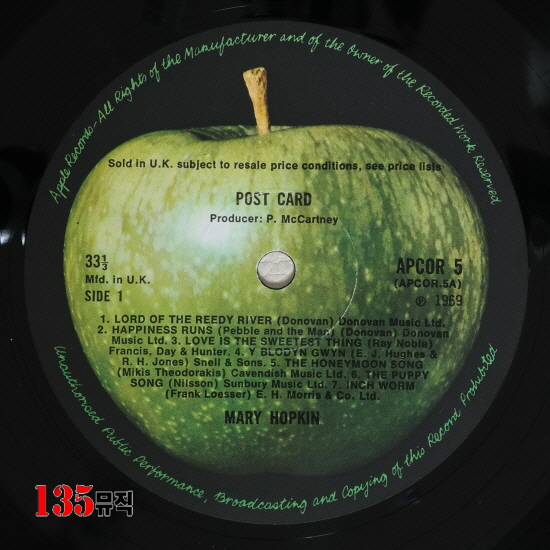 Apple Records - All Rights of the Manufacturer and of the Owner of the Recorded Work Reserved
Sold in U.K. subject to resale price conditions, see price lists
POST CARD
Producer: P. McCartney
33⅓
Mfd. in U.K.
SIDE 1
APCOR 5
(APCOR.5A)
℗ 1969
1. LORD OF THE REEDY RIVER (Donovan) Donovan Music Ltd.
2. HAPPINESS RUNS (Pebble and the Man) (Donovan) Donovan
Music Ltd. 3. LOVE IS THE SWEETEST THING (Ray Noble)
Francis, Day & Hunter. 4. Y BLODYN GWYN (E. J. Hughes &
R. H. Jones) Snell & Sons. 5. THE HONEYMOON SONG
(Mikis Theodorakis) Cavendish Music Ltd. 6. THE PUPPY
SONG (Nilsson) Sunbury Music Ltd. 7. INCH WORM
(Frank Loesser) E. H. Morris & Co. Ltd.
MARY HOPKIN
Unauthorised Public Performance, Broadcasting and Copying of this Record Prohibited
135뮤직